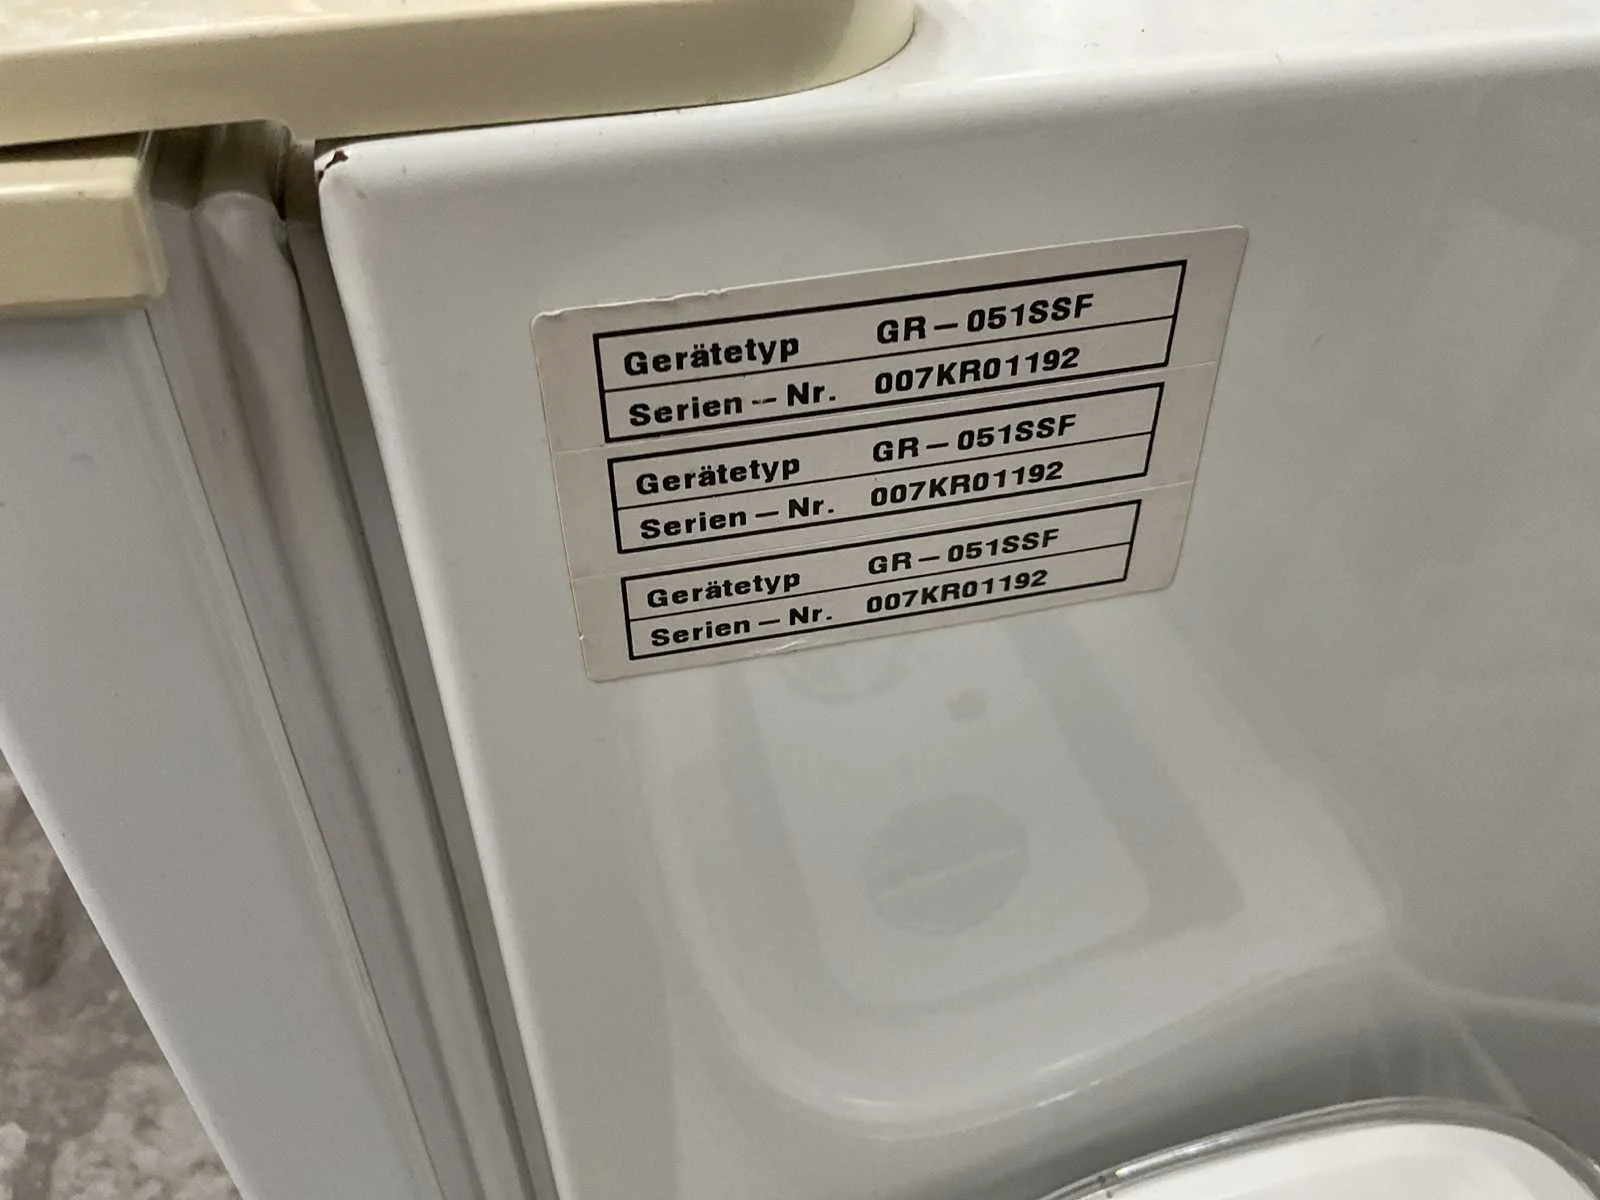 Gerätetyp GR-051SSF
Serien-Nr. 007KR01192
Gerätetyp GR-051SSF
Serien-Nr. 007KR01192
Gerätetyp GR-051SSF
Serien-Nr. 007KR01192